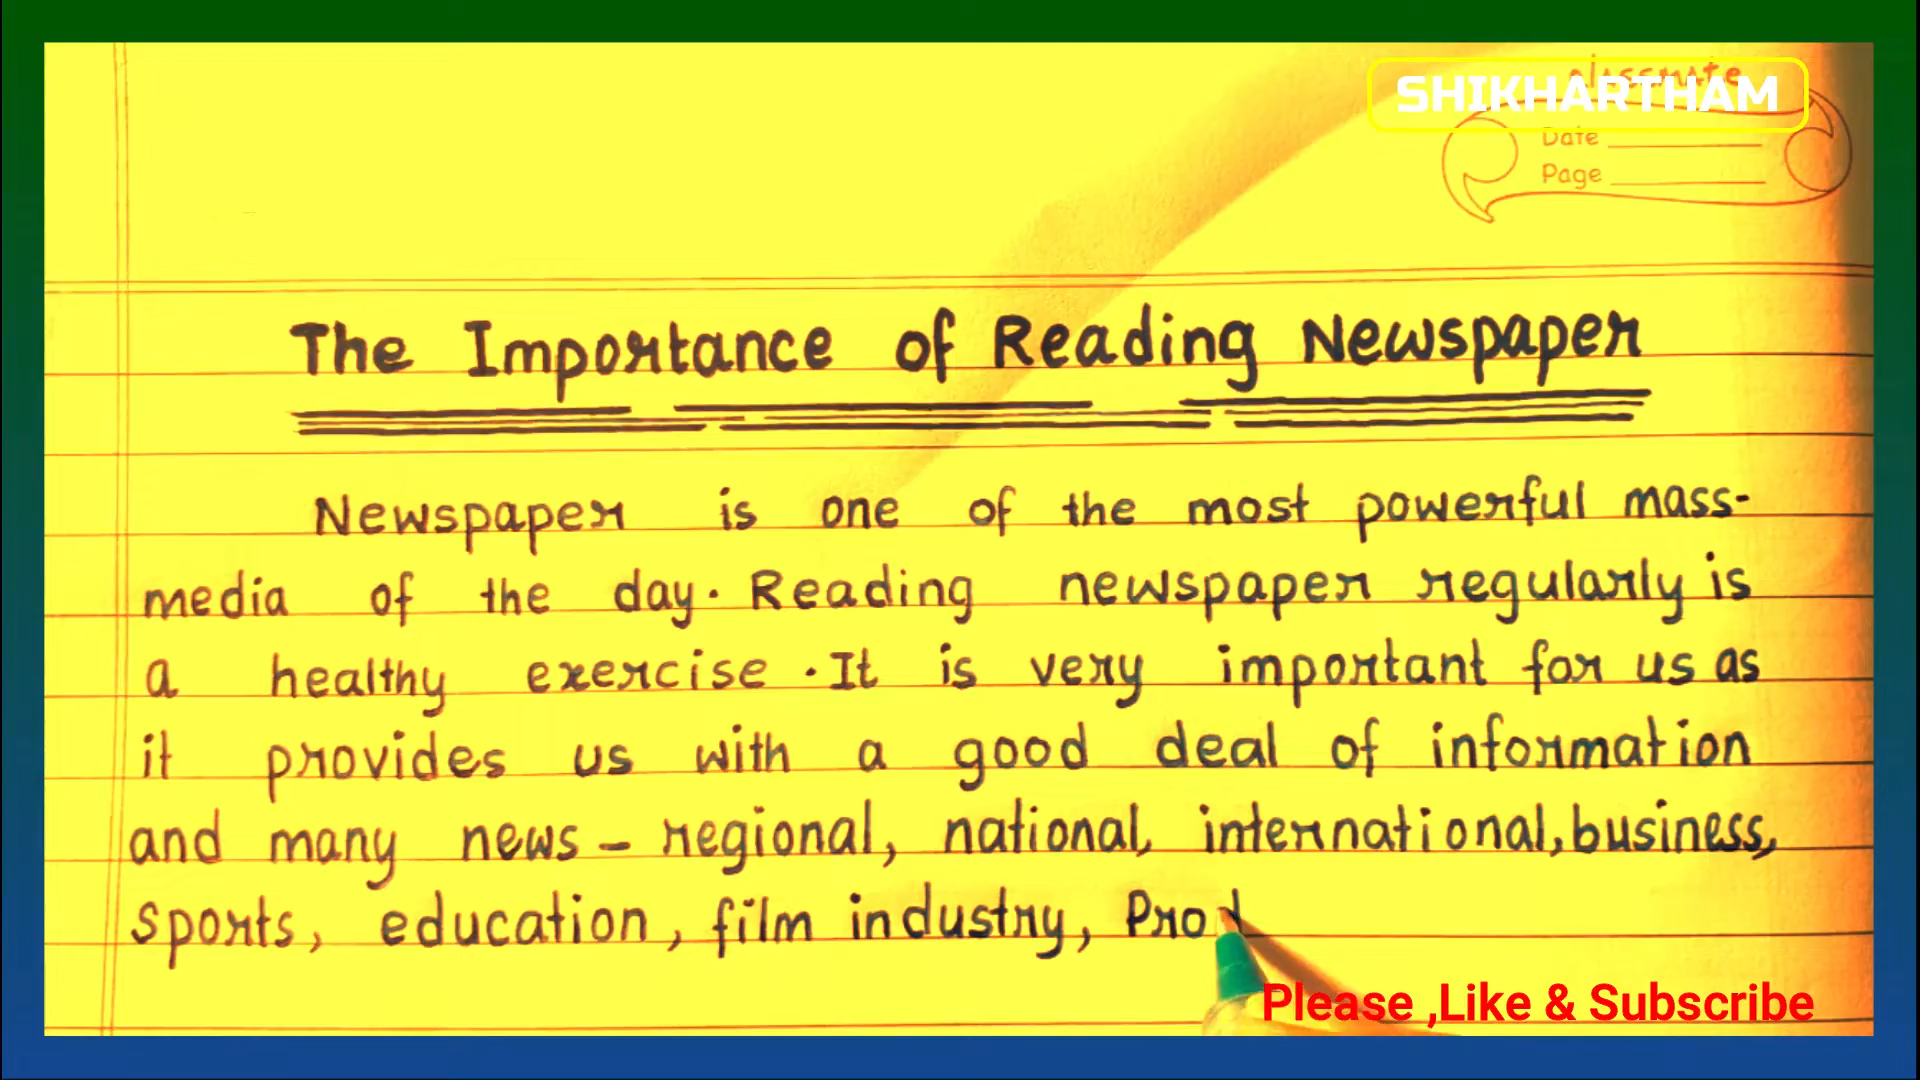 classmate
SHIKHARTHAM
Date
Page
The Importance of Reading Newspaper
Newspaper is one of the most powerful mass-
media of the day. Reading newspaper regularly is
a healthy exercise. It is very important for us as
it provides us with a good deal of information
and many news - regional, national, international, business,
sports, education, film industry,
Please ,Like & Subscribe